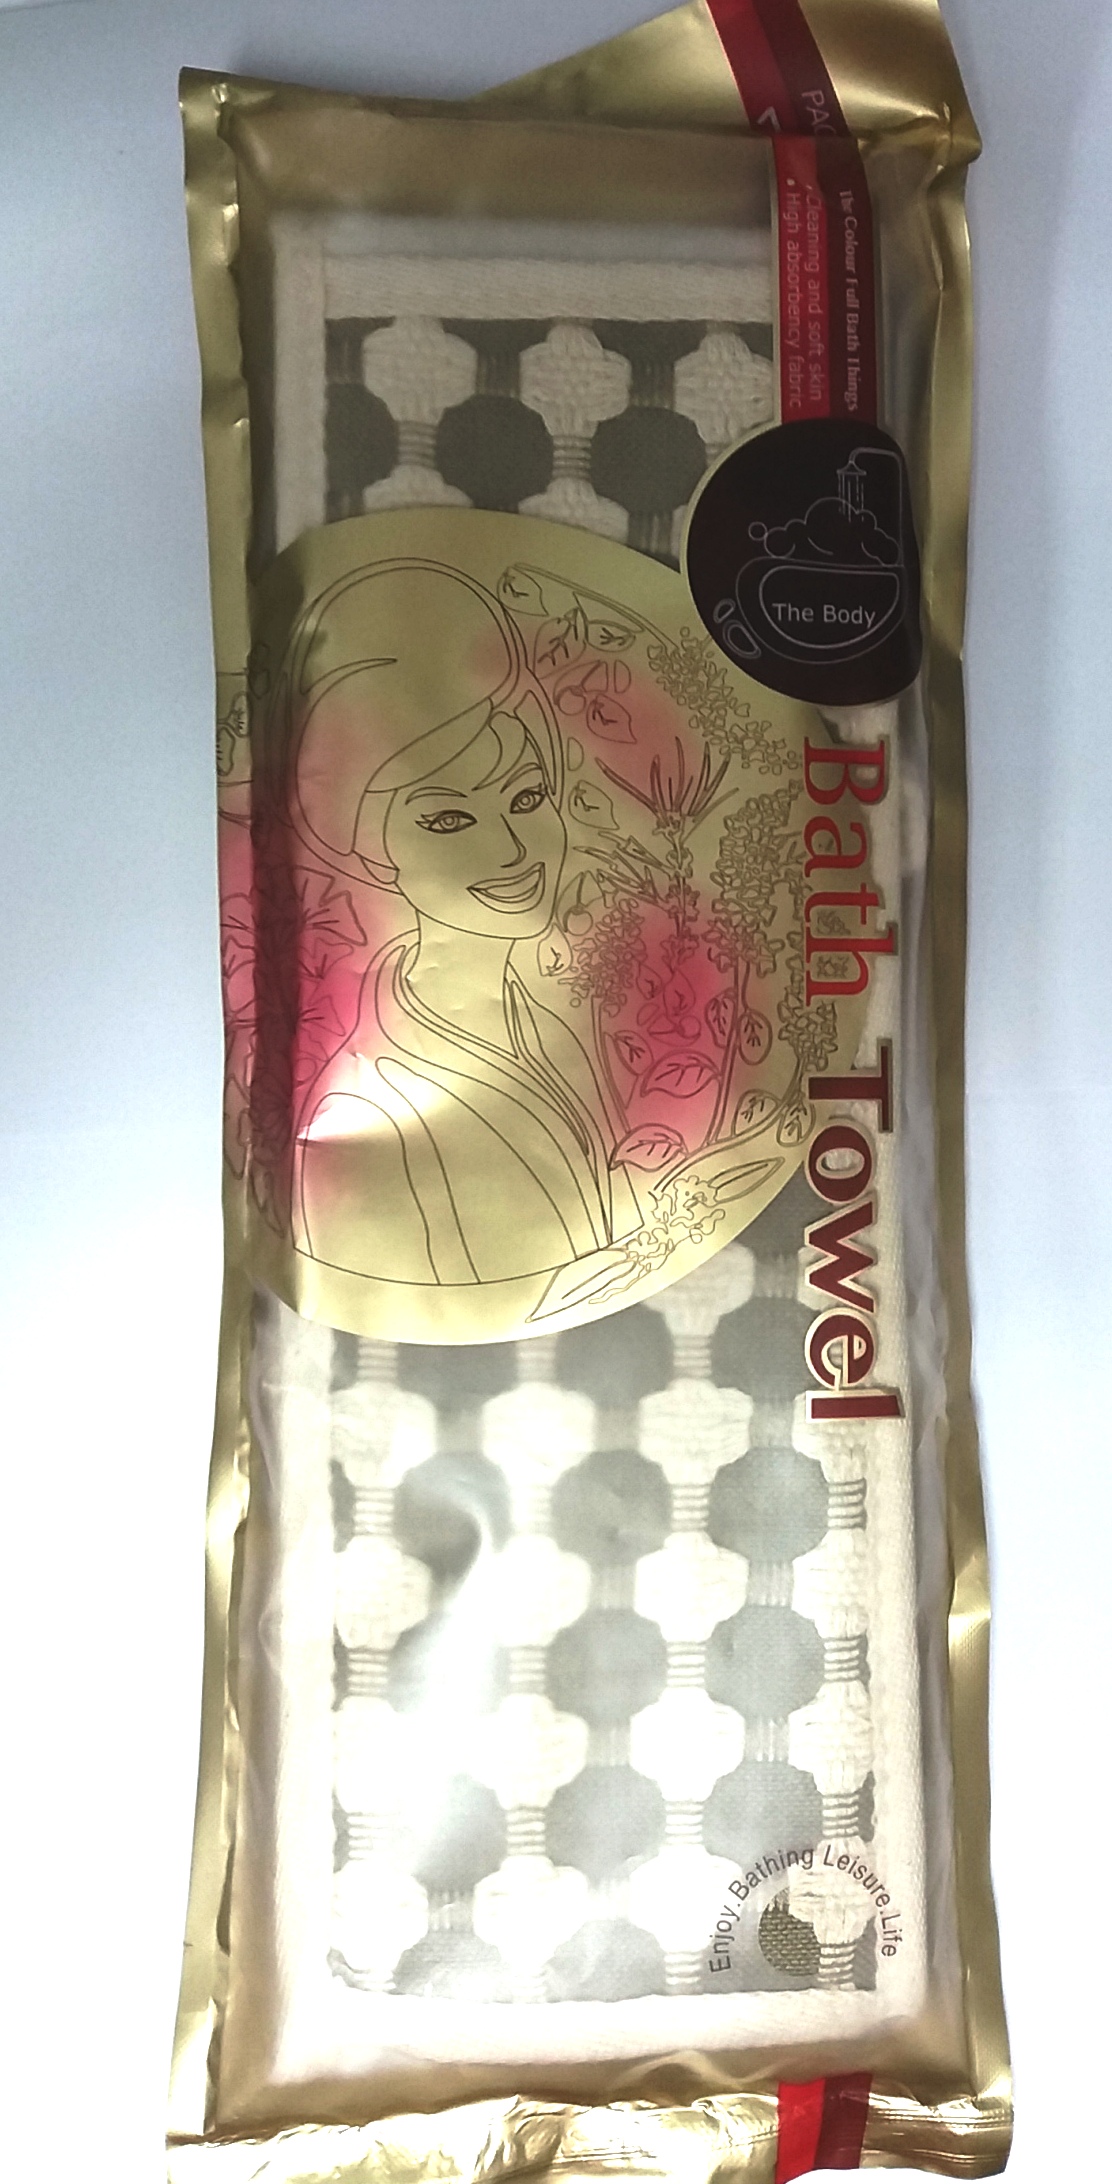 The Colour Full Bath Things
Cleaning and soft skin
• High absorbency fabric
The Body
Bath Towel
Enjoy.Bathing Leisure.Life